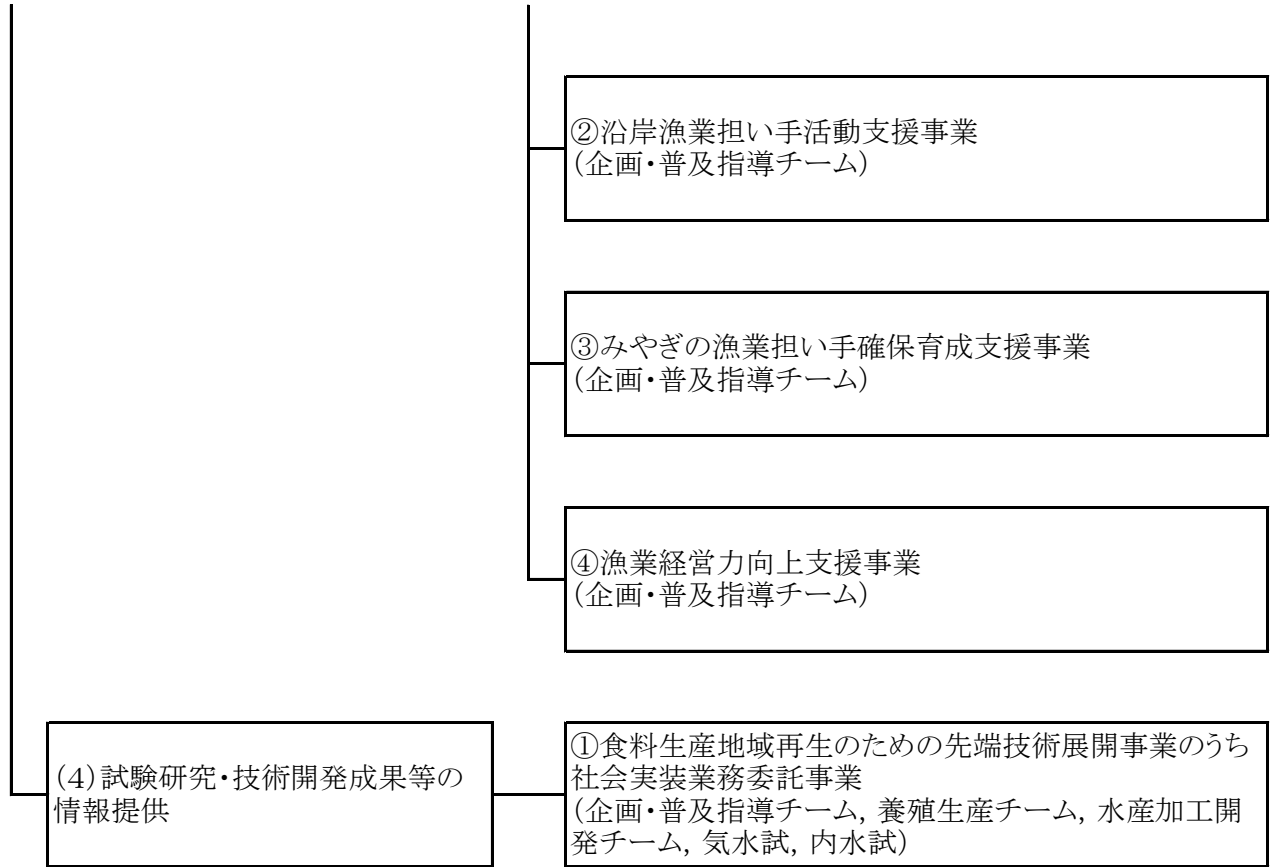 ②沿岸漁業担い手活動支援事業
(企画・普及指導チーム)
③みやぎの漁業担い手確保育成支援事業
(企画・普及指導チーム)
④漁業経営力向上支援事業
(企画・普及指導チーム)
(4)試験研究・技術開発成果等の
情報提供
①食料生産地域再生のための先端技術展開事業のうち
社会実装業務委託事業
(企画・普及指導チーム, 養殖生産チーム, 水産加工開
発チーム, 気水試, 内水試)